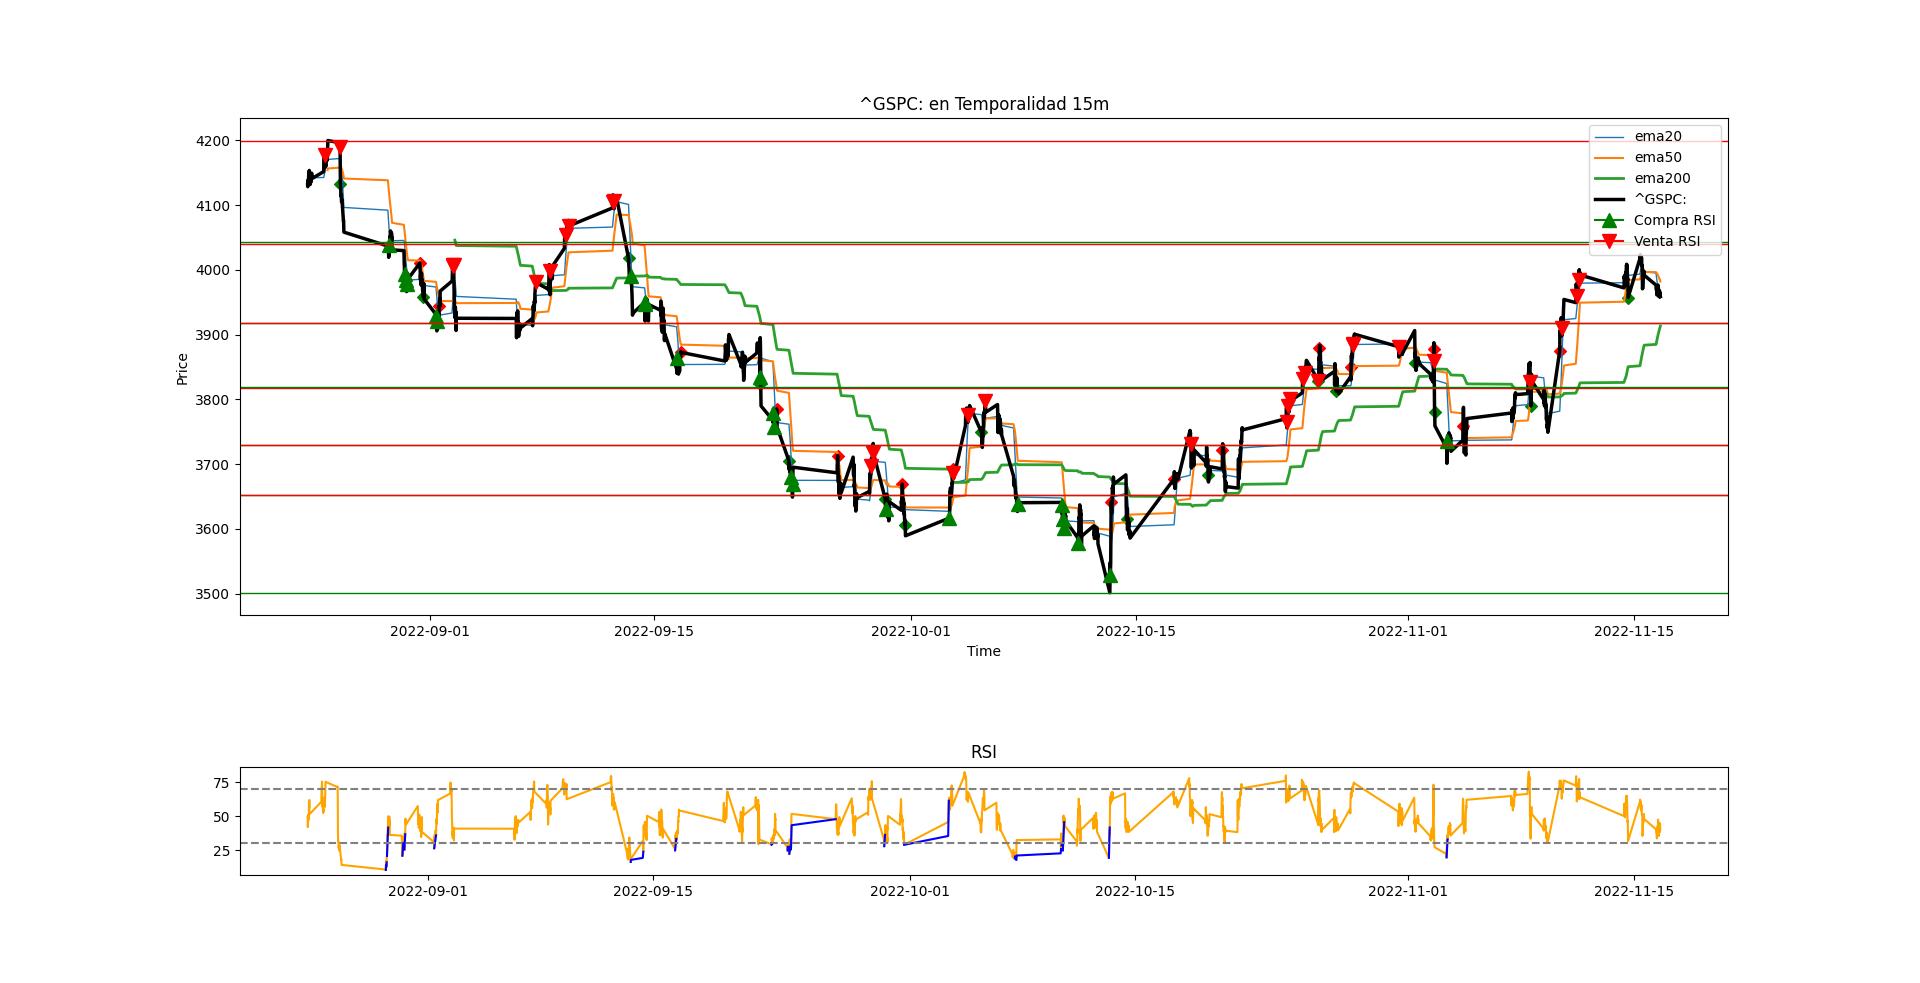 ^GSPC: en Temporalidad 15m
4200
4100
4000
3900
3800
3700
3600
3500
Price
ema20
ema50
ema200
^GSPC:
Compra RSI
Venta RSI
2022-09-01 2022-09-15 2022-10-01 2022-10-15 2022-11-01 2022-11-15
Time
RSI
75
50
25
2022-09-01 2022-09-15 2022-10-01 2022-10-15 2022-11-01 2022-11-15